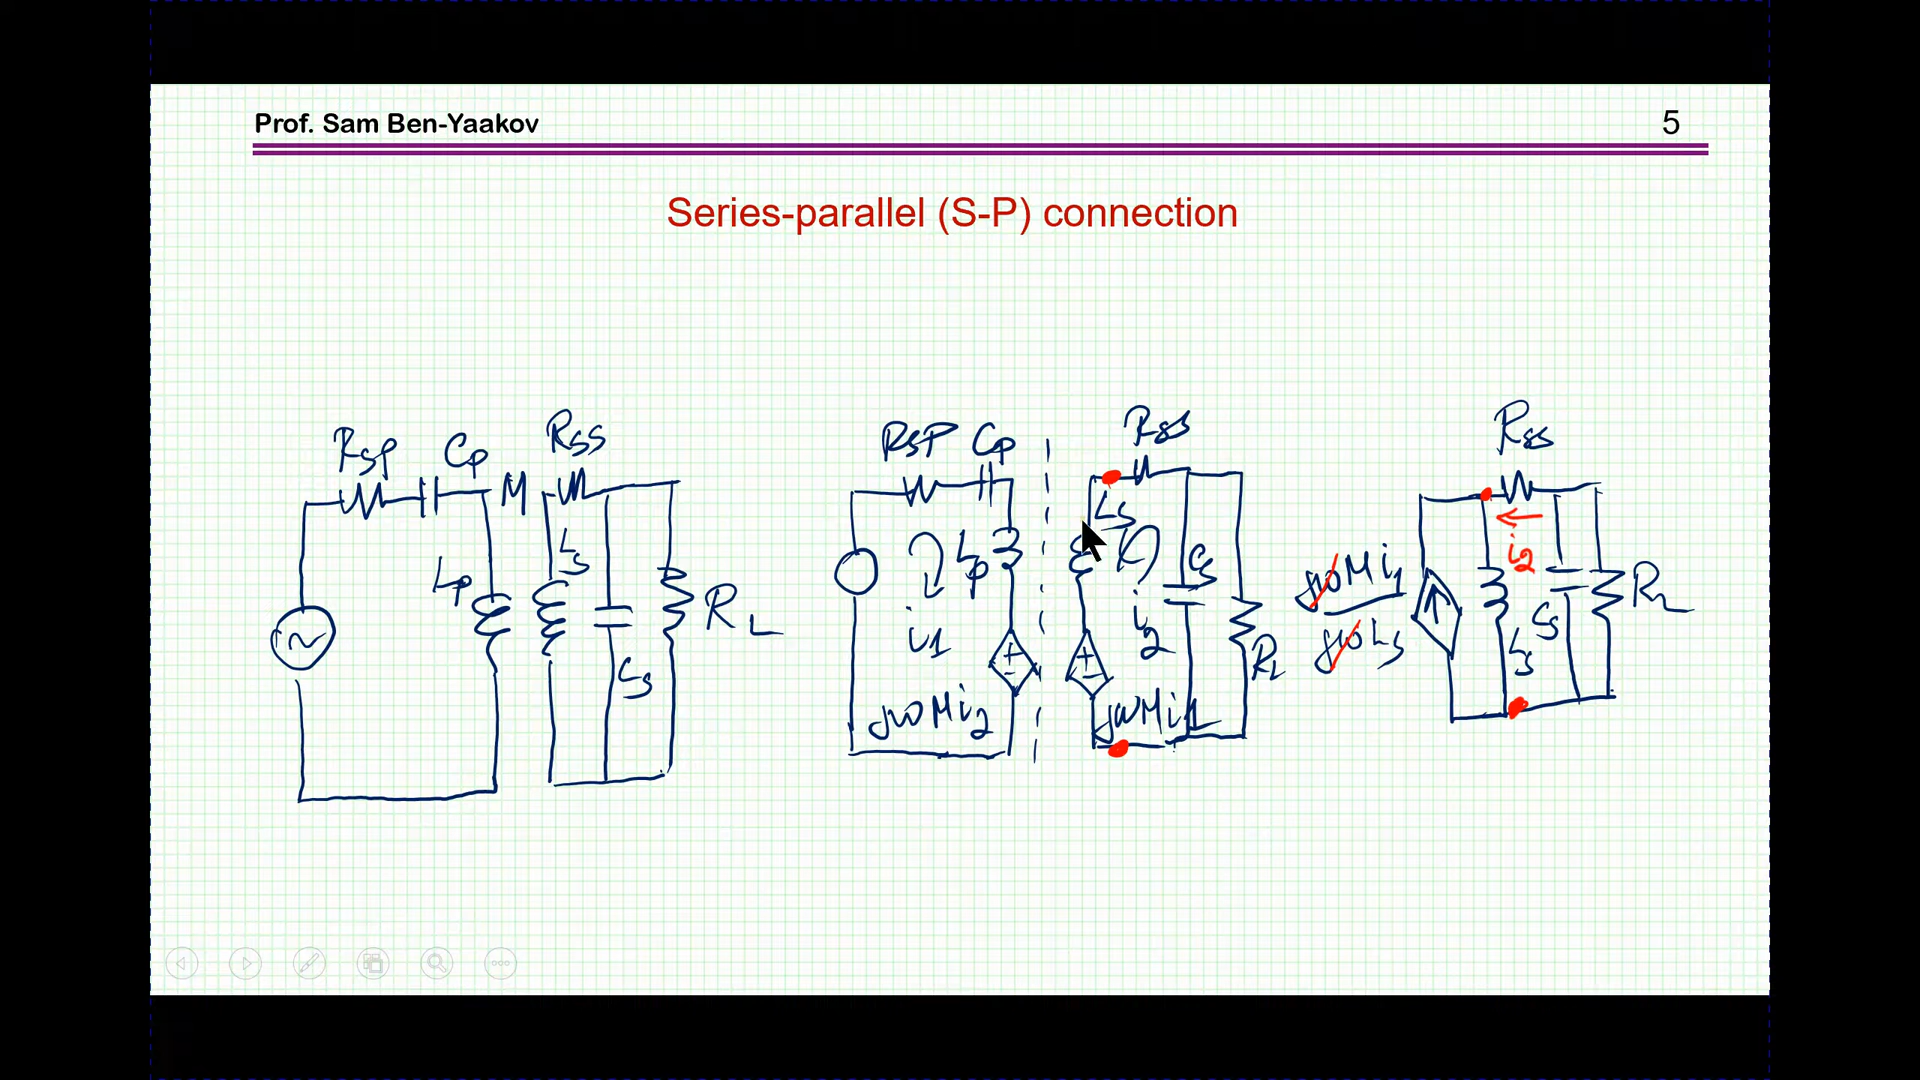 Prof. Sam Ben-Yaakov
5
Series-parallel (S-P) connection
Rsp Cp M Rss
Lp Ls Cs RL
RSP Cp Rss
i1 Lp Ls i2 Cs RL
jωMi2 jωMi1
jωMi1
jωLs
Rss
i2
Ls Cs RL